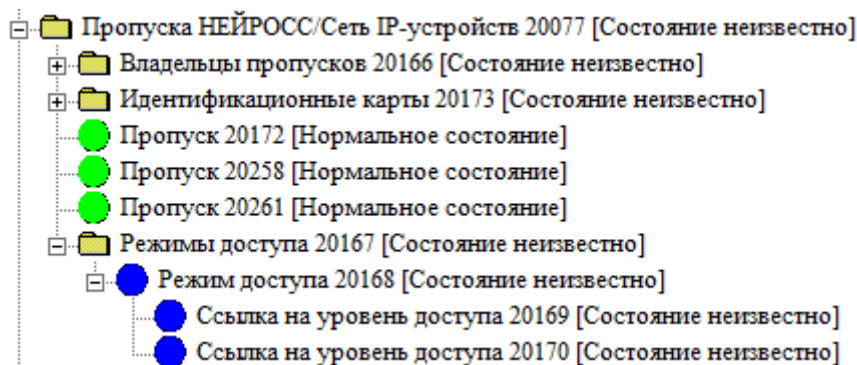 Пропуска НЕЙРОСС/Сеть IP-устройств 20077 [Состояние неизвестно]
Владельцы пропусков 20166 [Состояние неизвестно]
Идентификационные карты 20173 [Состояние неизвестно]
Пропуск 20172 [Нормальное состояние]
Пропуск 20258 [Нормальное состояние]
Пропуск 20261 [Нормальное состояние]
Режимы доступа 20167 [Состояние неизвестно]
Режим доступа 20168 [Состояние неизвестно]
Ссылка на уровень доступа 20169 [Состояние неизвестно]
Ссылка на уровень доступа 20170 [Состояние неизвестно]